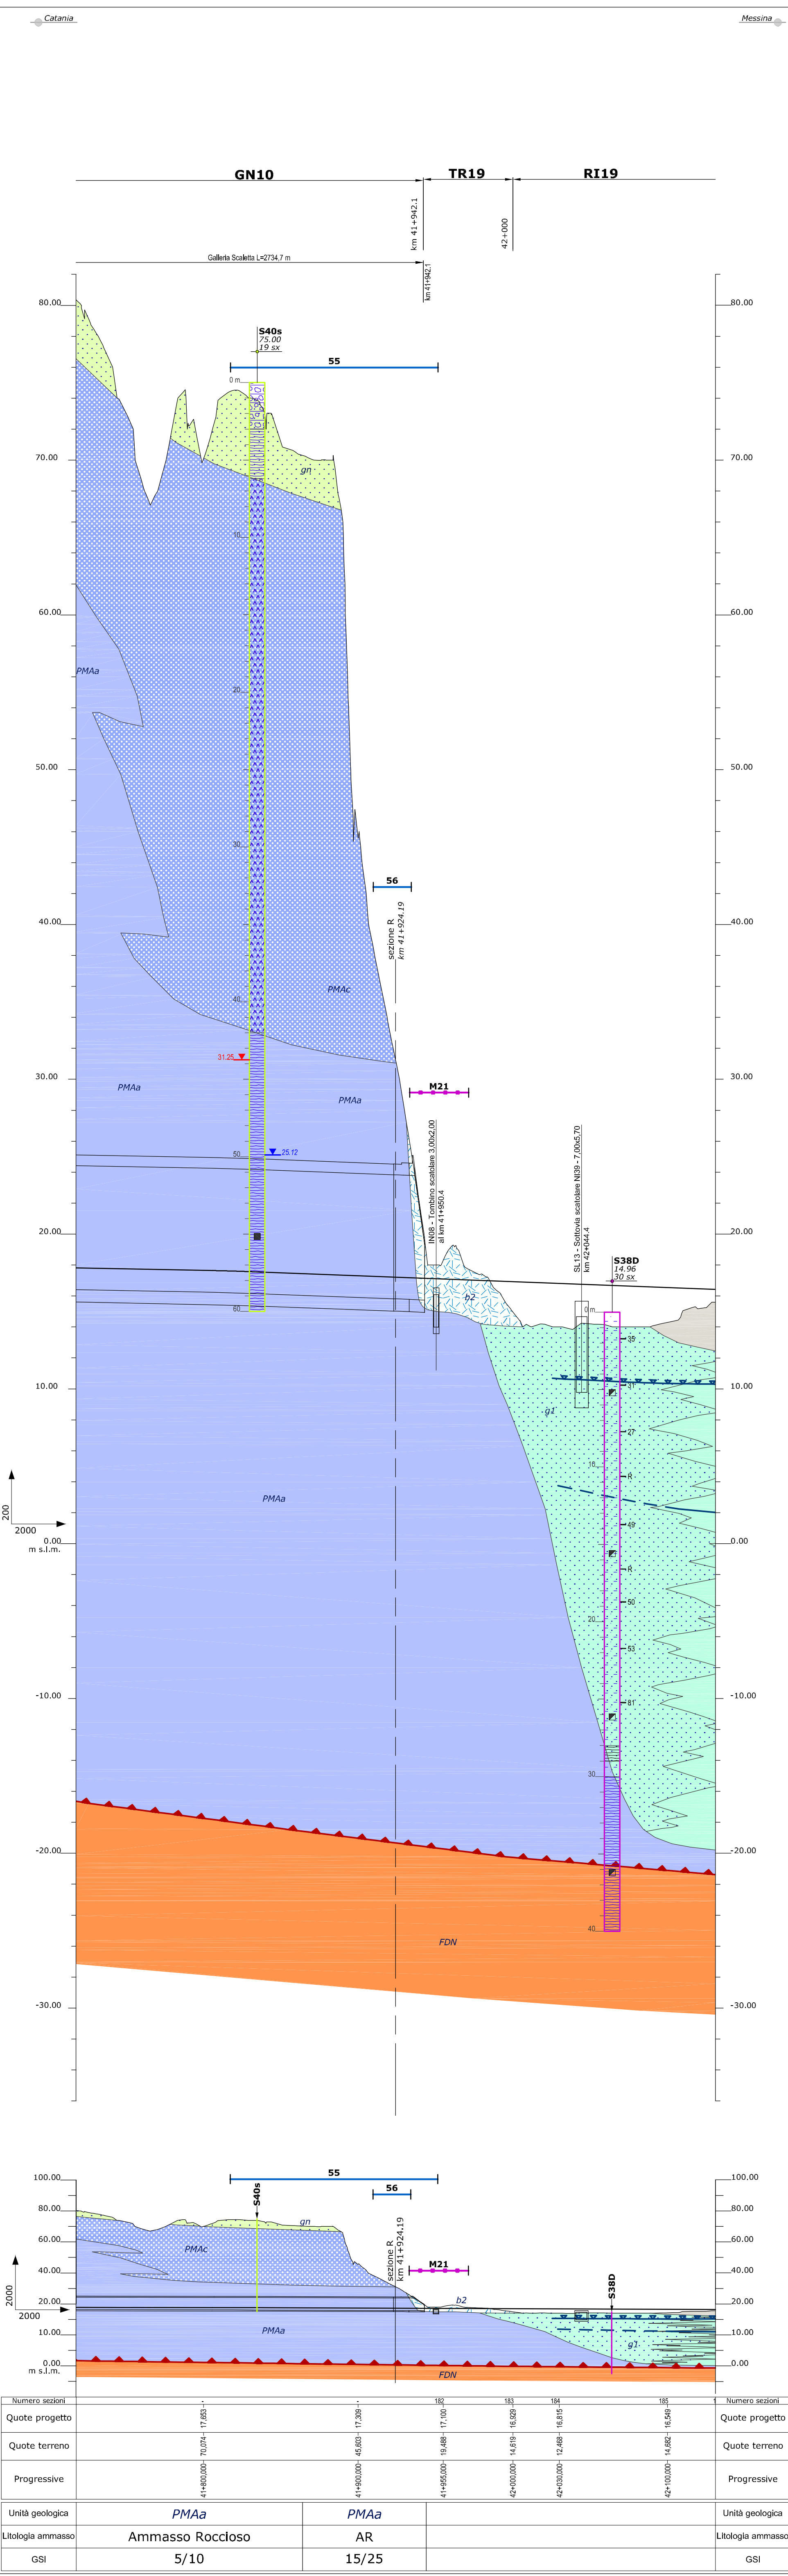 Catania
Messina
GN10
TR19
RI19
km 41+942.1
42+000
Galleria Scaletta L=2734,7 m
km 41+942.1
80.00
80.00
S40s
75.00
19 sx
55
0 m
70.00
70.00
gn
10
60.00
60.00
PMAa
20
50.00
50.00
30
56
40.00
40.00
sezione R
km 41+924.19
PMAc
40
31.25
30.00
30.00
PMAa
PMAa
M21
IN08 - Tombino scatolare 3,00x2,00
al km 41+950.4
SL13 - Sottovia scatolare NI39 - 7,00x5,70
km 42+044.4
50
25.12
20.00
20.00
S38D
14.96
30 sx
b2
60
0 m
35
10.00
10.00
31
g1
27
15
R
PMAa
49
200
2000
0.00
0.00
m s.l.m.
R
50
20
53
-10.00
-10.00
81
30
-20.00
-20.00
40
FDN
-30.00
-30.00
55
100.00
100.00
56
S40s
80.00
80.00
gn
sezione R
km 41+924.19
60.00
60.00
PMAc
M21
40.00
40.00
S38D
2000
2000
20.00
20.00
b2
PMAa
g1
10.00
10.00
0.00
0.00
m s.l.m.
FDN
Numero sezioni - - 182 183 184 185 1 Numero sezioni
Quote progetto 17,653 17,309 17,100 16,929 16,815 16,549 Quote progetto
Quote terreno 70,074 45,603 19,488 14,619 12,468 14,682 Quote terreno
Progressive 41+800,000 41+900,000 41+955,000 42+000,000 42+030,000 42+100,000 Progressive
Unità geologica PMAa PMAa Unità geologica
Litologia ammasso Ammasso Roccioso AR Litologia ammasso
GSI 5/10 15/25 GSI